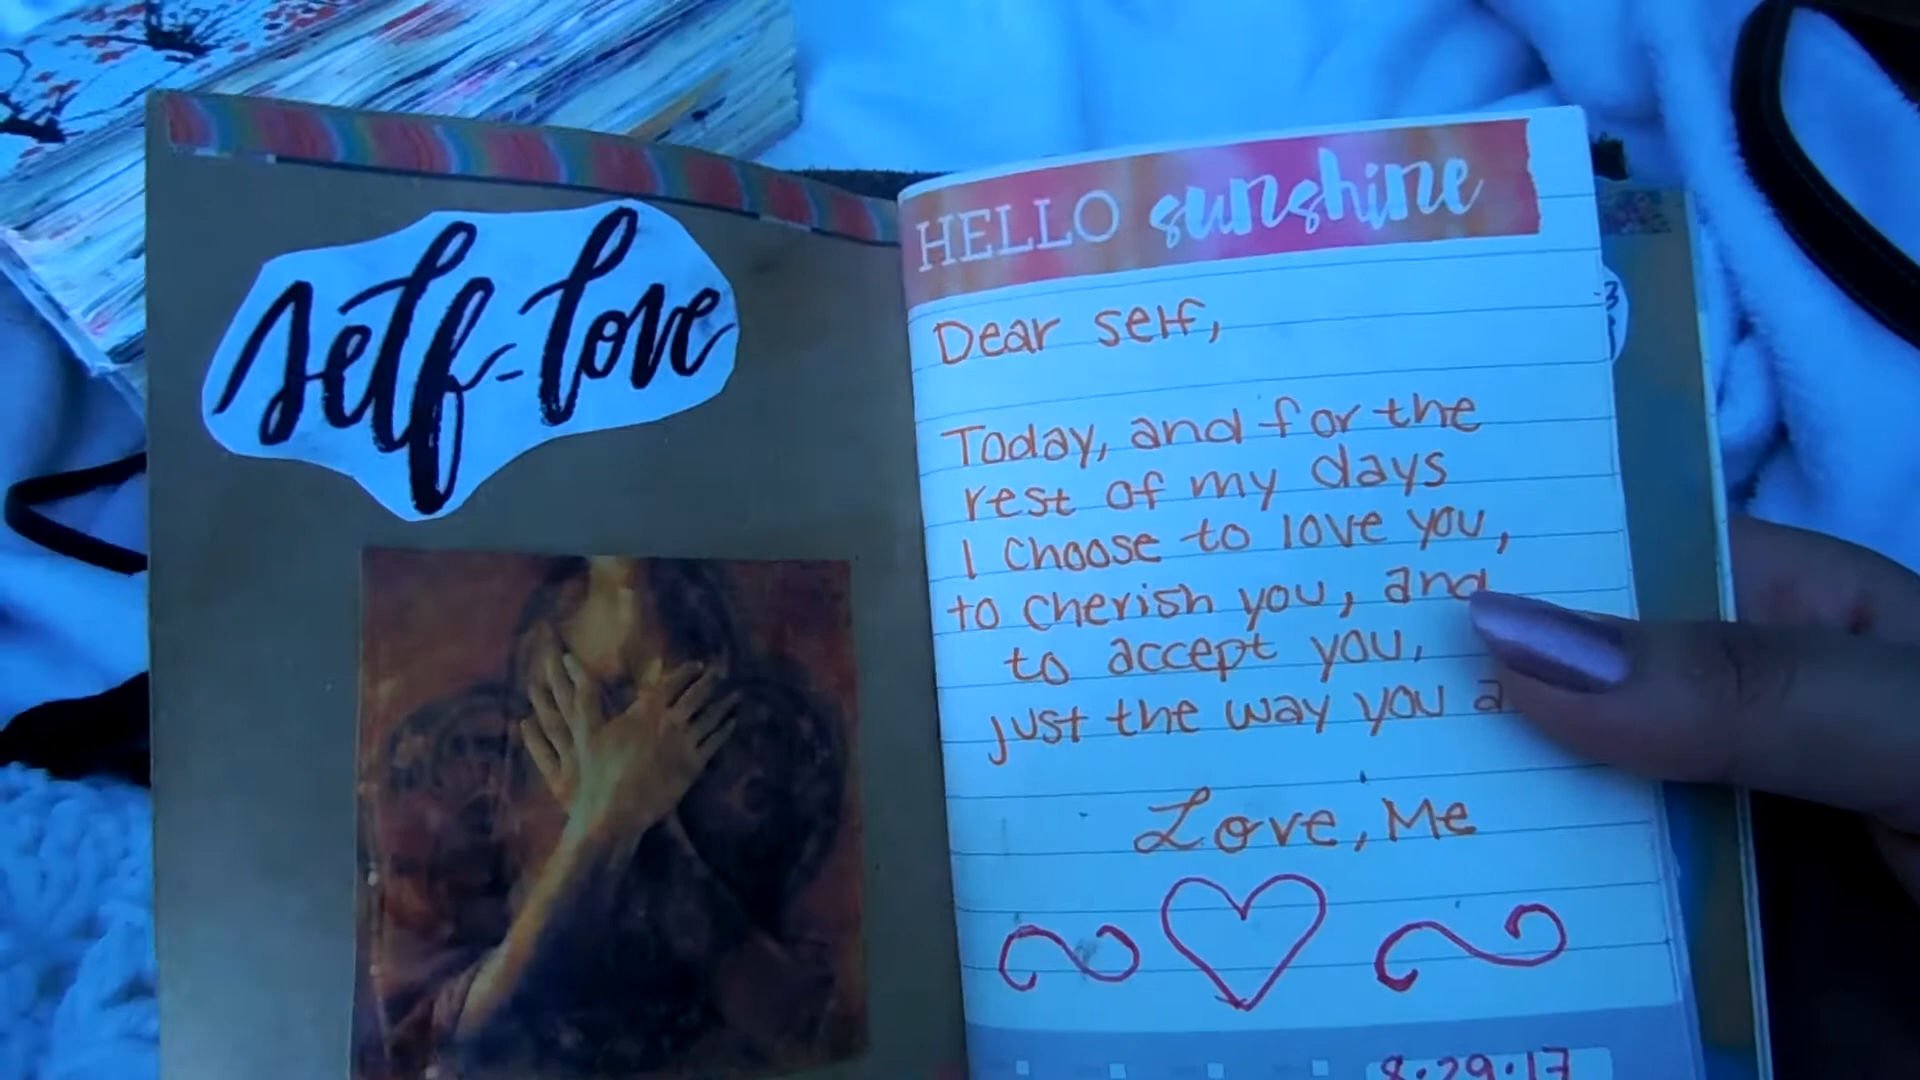 self-love
HELLO sunshine
Dear self,
Today, and for the
rest of my days
I choose to love you,
to cherish you, and
to accept you,
just the way you a
Love, Me
8.29.17